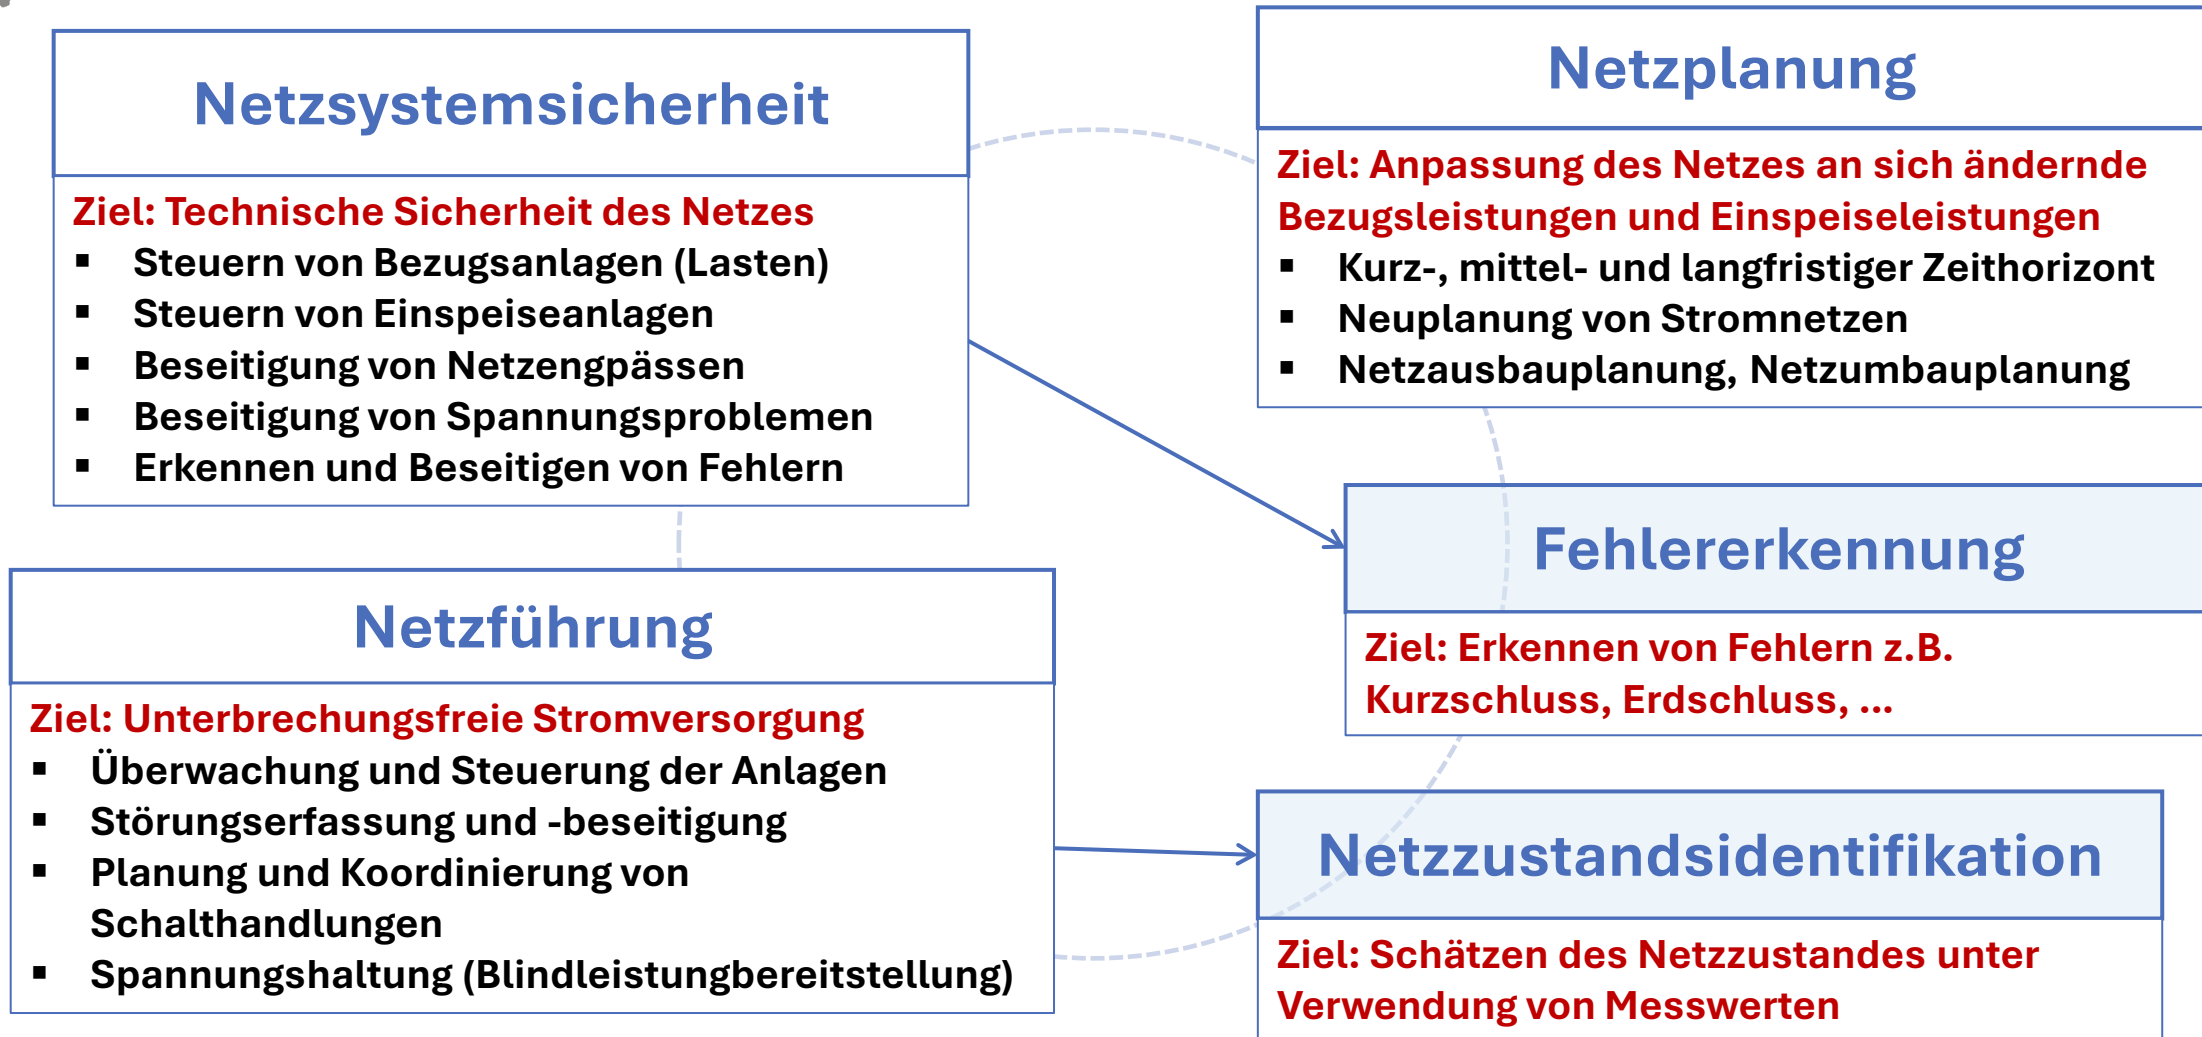 Netzsystemsicherheit
Ziel: Technische Sicherheit des Netzes
▪ Steuern von Bezugsanlagen (Lasten)
▪ Steuern von Einspeiseanlagen
▪ Beseitigung von Netzengpässen
▪ Beseitigung von Spannungsproblemen
▪ Erkennen und Beseitigen von Fehlern
Netzplanung
Ziel: Anpassung des Netzes an sich ändernde
Bezugsleistungen und Einspeiseleistungen
▪ Kurz-, mittel- und langfristiger Zeithorizont
▪ Neuplanung von Stromnetzen
▪ Netzausbauplanung, Netzumbauplanung
Fehlererkennung
Ziel: Erkennen von Fehlern z.B.
Kurzschluss, Erdschluss, ...
Netzführung
Ziel: Unterbrechungsfreie Stromversorgung
▪ Überwachung und Steuerung der Anlagen
▪ Störungserfassung und -beseitigung
▪ Planung und Koordinierung von
Schalthandlungen
▪ Spannungshaltung (Blindleistungbereitstellung)
Netzzustandsidentifikation
Ziel: Schätzen des Netzzustandes unter
Verwendung von Messwerten